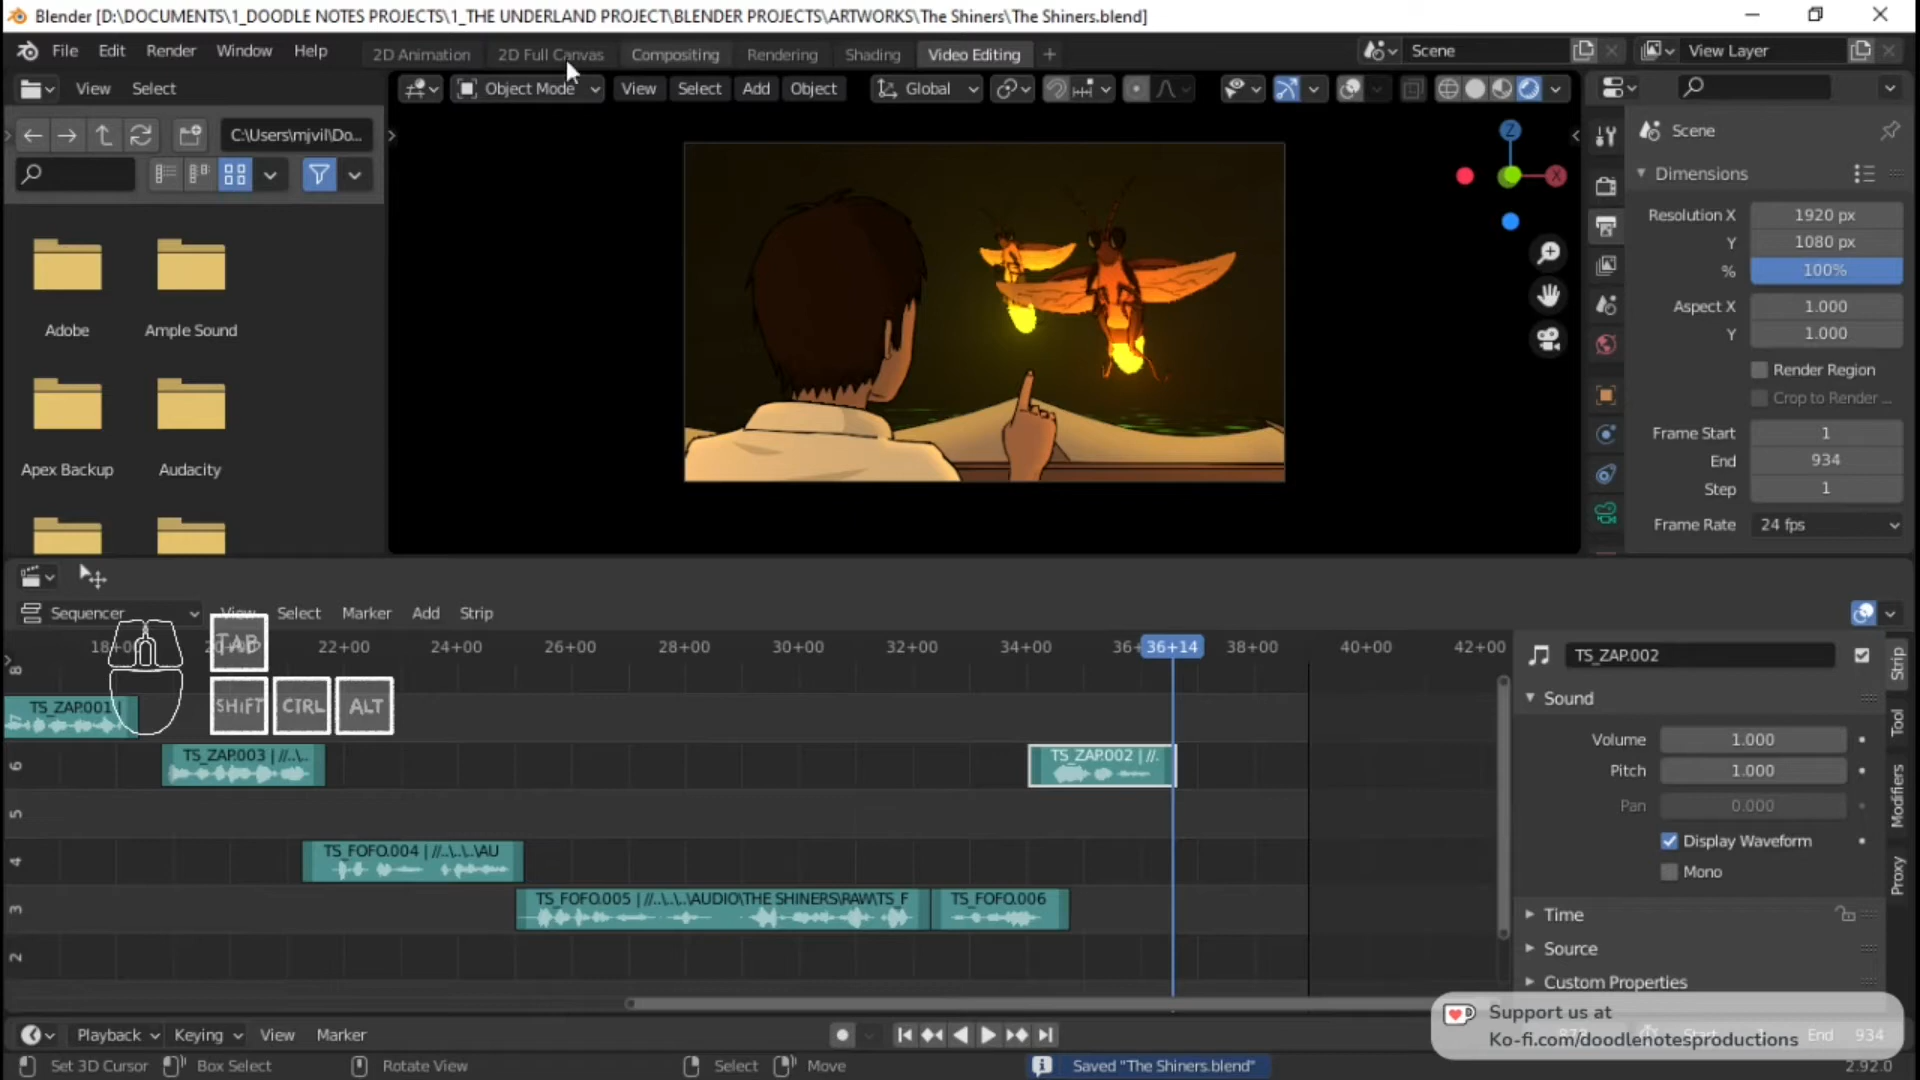 Blender [D:\DOCUMENTS\1_DOODLE NOTES PROJECTS\1_THE UNDERLAND PROJECT\BLENDER PROJECTS\ARTWORKS\The Shiners\The Shiners.blend]
File Edit Render Window Help 2D Animation 2D Full Canvas Compositing Rendering Shading Video Editing + Scene View Layer
View Select Object Mode View Select Add Object Global
C:\Users\mjvil\Do...
Scene
Dimensions
Resolution X 1920 px
Y 1080 px
% 100%
Aspect X 1.000
Y 1.000
Render Region
Crop to Render ...
Frame Start 1
End 934
Step 1
Frame Rate 24 fps
Adobe Ample Sound
Apex Backup Audacity
Z
X
Sequencer View Select Marker Add Strip
TAB
SHIFT CTRL ALT
22+00 24+00 26+00 28+00 30+00 32+00 34+00 36+14 38+00 40+00 42+00
8
7
6
5
4
3
2
TS_ZAP.001 |
TS_ZAP.003 | //..\..
TS_ZAP.002 | //.
TS_FOFO.004 | //..\..\..\AU
TS_FOFO.005 | //..\..\..\AUDIO\THE SHINERS\RAW\TS_F
TS_FOFO.006
TS_ZAP.002
Sound
Volume 1.000
Pitch 1.000
Pan 0.000
Display Waveform
Mono
Time
Source
Custom Properties
Strip
Tool
Modifiers
Proxy
Support us at
Ko-fi.com/doodlenotesproductions
Playback Keying View Marker
End 934
Set 3D Cursor Box Select Rotate View Select Move Saved "The Shiners.blend" 2.92.0